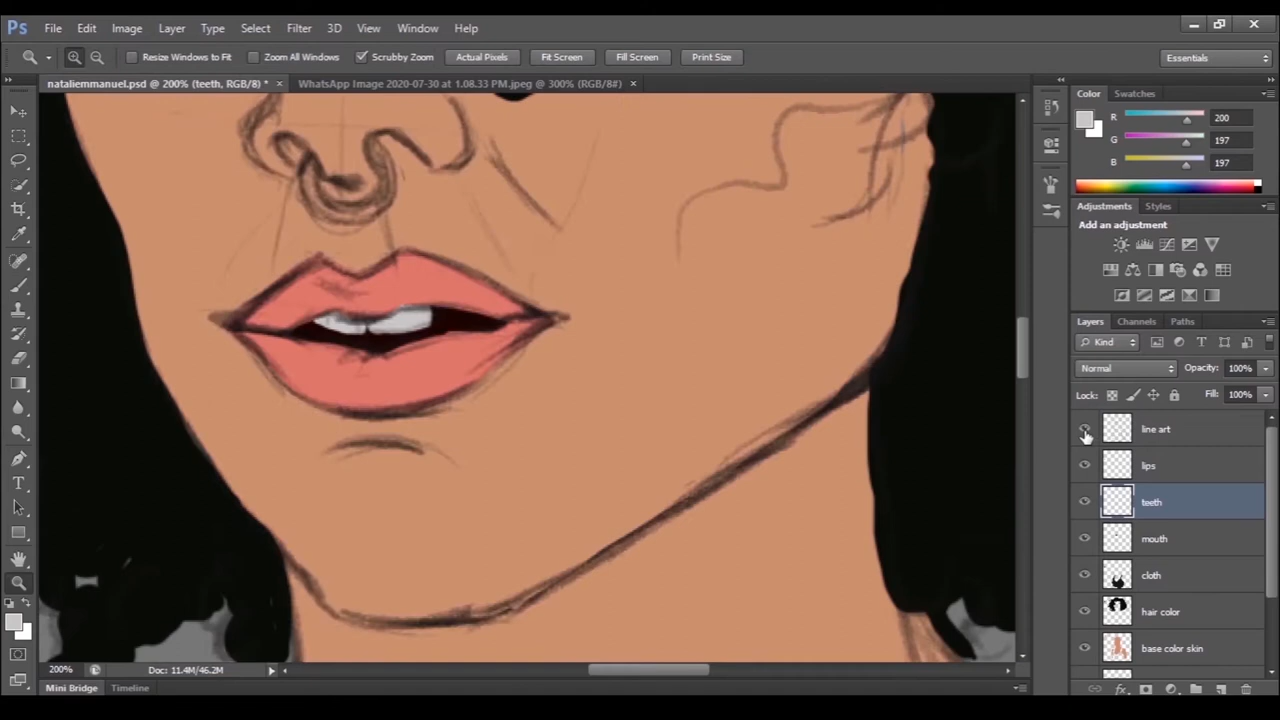 Ps File Edit Image Layer Type Select Filter 3D View Window Help
Resize Windows to Fit Zoom All Windows Scrubby Zoom Actual Pixels Fit Screen Fill Screen Print Size Essentials
nataliemmanuel.psd @ 200% (teeth, RGB/8) * WhatsApp Image 2020-07-30 at 1.08.33 PM.jpeg @ 300% (RGB/8#)
Color Swatches
R 200
G 197
B 197
Adjustments Styles
Add an adjustment
Layers Channels Paths
Kind
Normal Opacity: 100%
Lock: Fill: 100%
line art
lips
teeth
mouth
cloth
hair color
base color skin
200% Doc: 11.4M/46.2M
Mini Bridge Timeline